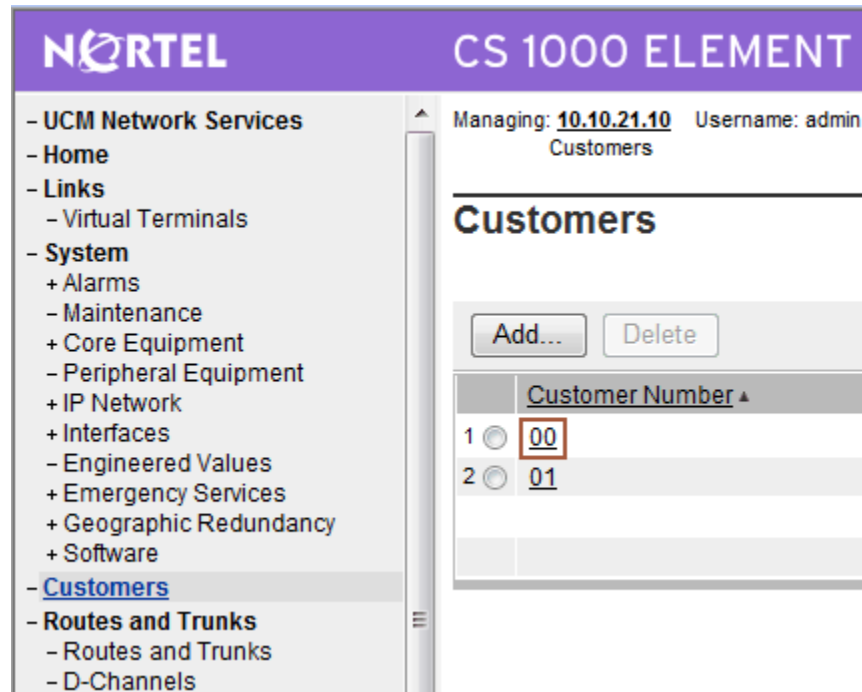 NORTEL
CS 1000 ELEMENT
– UCM Network Services
– Home
– Links
– Virtual Terminals
– System
+ Alarms
– Maintenance
+ Core Equipment
– Peripheral Equipment
+ IP Network
+ Interfaces
– Engineered Values
+ Emergency Services
+ Geographic Redundancy
+ Software
– Customers
– Routes and Trunks
– Routes and Trunks
– D-Channels
Managing: 10.10.21.10 Username: admin
Customers
Customers
Add... Delete
Customer Number
1 00
2 01